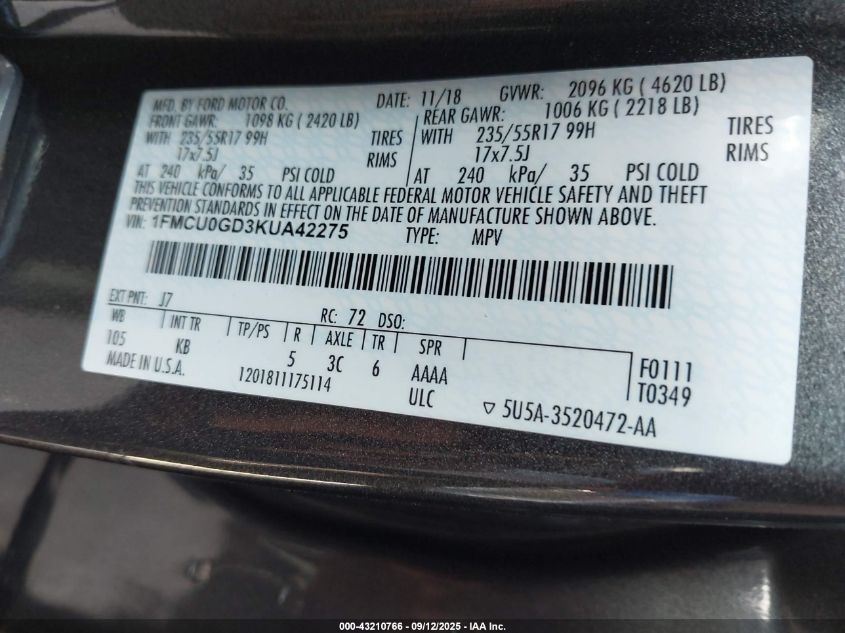 MFD. BY FORD MOTOR CO. DATE: 11/18 GVWR: 2096 KG ( 4620 LB)
FRONT GAWR: 1098 KG ( 2420 LB) REAR GAWR: 1006 KG ( 2218 LB)
WITH 235/55R17 99H TIRES WITH 235/55R17 99H TIRES
17x7.5J RIMS 17x7.5J RIMS
AT 240 kPa/ 35 PSI COLD AT 240 kPa/ 35 PSI COLD
THIS VEHICLE CONFORMS TO ALL APPLICABLE FEDERAL MOTOR VEHICLE SAFETY AND THEFT
PREVENTION STANDARDS IN EFFECT ON THE DATE OF MANUFACTURE SHOWN ABOVE.
VIN: 1FMCU0GD3KUA42275 TYPE: MPV
EXT PNT: J7 RC: 72 DSO:
WB INT TR TP/PS R AXLE TR SPR
105 KB 5 3C 6 AAAA F0111
MADE IN U.S.A. 1201811175114 ULC T0349
▽ 5U5A-3520472-AA
000-43210766 - 09/12/2025 - IAA Inc.